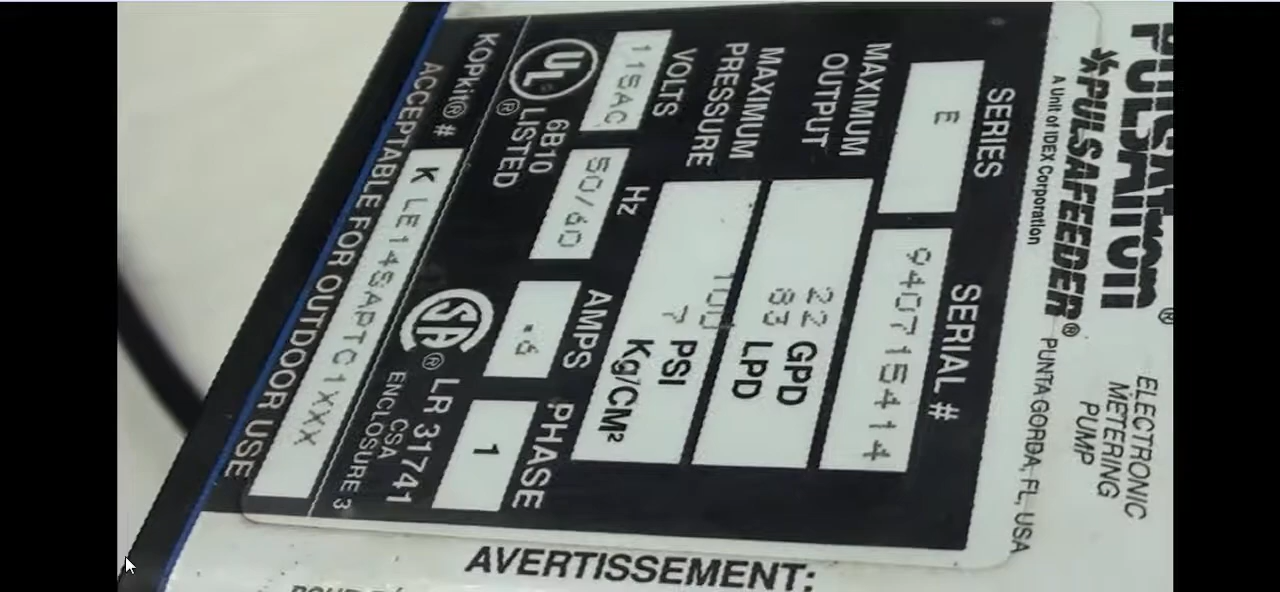 PULSAtron®
PULSAFEEDER®
A Unit of IDEX Corporation
PUNTA GORDA, FL, USA
ELECTRONIC
METERING
PUMP
SERIES
E
SERIAL #
940715414
MAXIMUM
OUTPUT
22 GPD
83 LPD
MAXIMUM
PRESSURE
100 PSI
7 Kg/CM²
VOLTS
115AC
Hz
50/60
AMPS
.6
PHASE
1
UL®
6B10
LISTED
SA® LR 31741
CSA
ENCLOSURE 3
KOPkit® # K LE14SAPTC1XXX
ACCEPTABLE FOR OUTDOOR USE
AVERTISSEMENT: